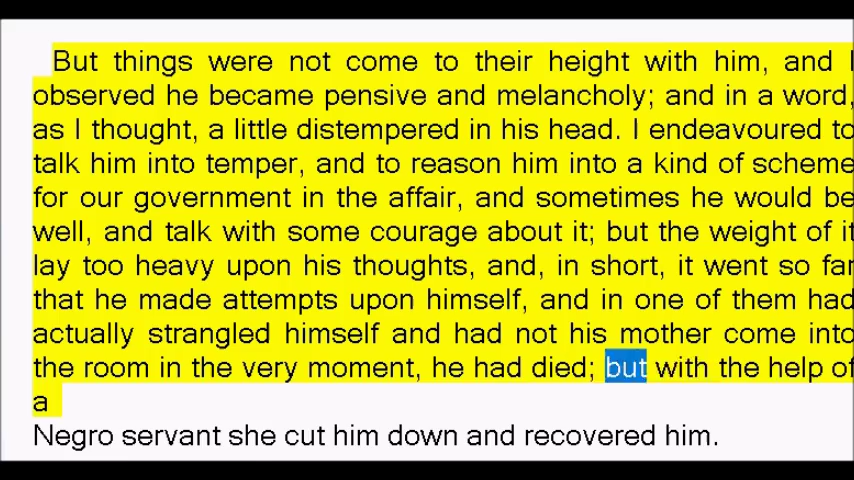 But things were not come to their height with him, and I
observed he became pensive and melancholy; and in a word,
as I thought, a little distempered in his head. I endeavoured to
talk him into temper, and to reason him into a kind of scheme
for our government in the affair, and sometimes he would be
well, and talk with some courage about it; but the weight of it
lay too heavy upon his thoughts, and, in short, it went so far
that he made attempts upon himself, and in one of them had
actually strangled himself and had not his mother come into
the room in the very moment, he had died; but with the help of
a
Negro servant she cut him down and recovered him.